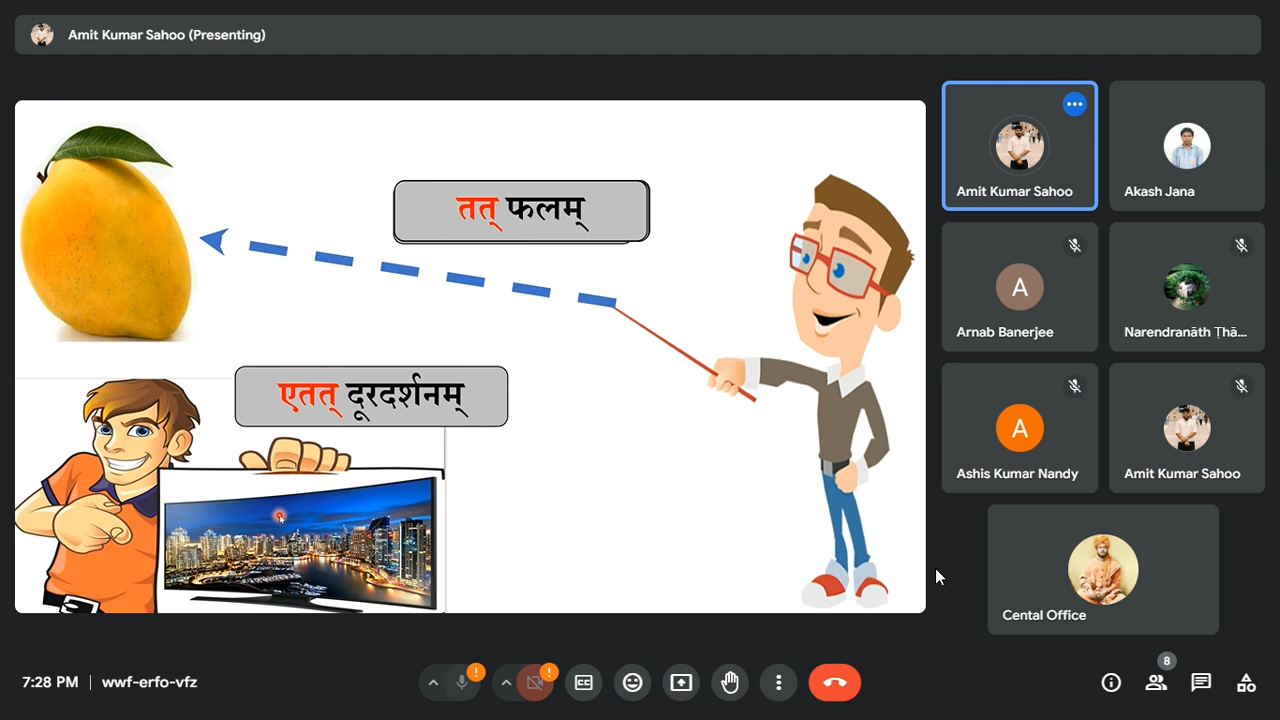 Amit Kumar Sahoo (Presenting)
तत् फलम्
एतत् दूरदर्शनम्
Amit Kumar Sahoo
Akash Jana
A
Arnab Banerjee
Narendranāth Ṭhā...
A
Ashis Kumar Nandy
Amit Kumar Sahoo
Cental Office
7:28 PM | wwf-erfo-vfz
8